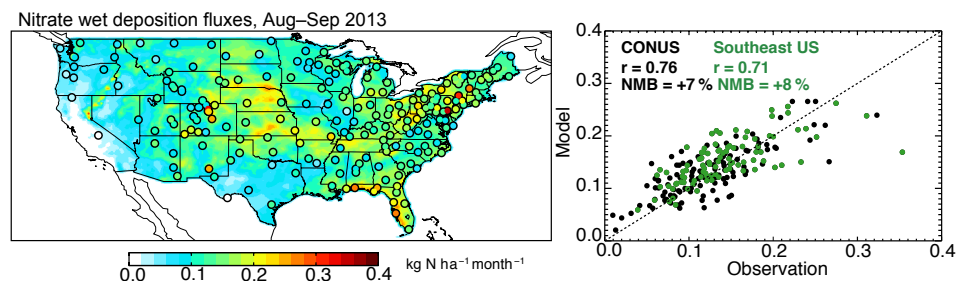 Nitrate wet deposition fluxes, Aug–Sep 2013
0.0 0.1 0.2 0.3 0.4 kg N ha⁻¹ month⁻¹
0.4
0.3
0.2
0.1
0.0
Model
CONUS Southeast US
r = 0.76 r = 0.71
NMB = +7 % NMB = +8 %
0.0 0.1 0.2 0.3 0.4
Observation